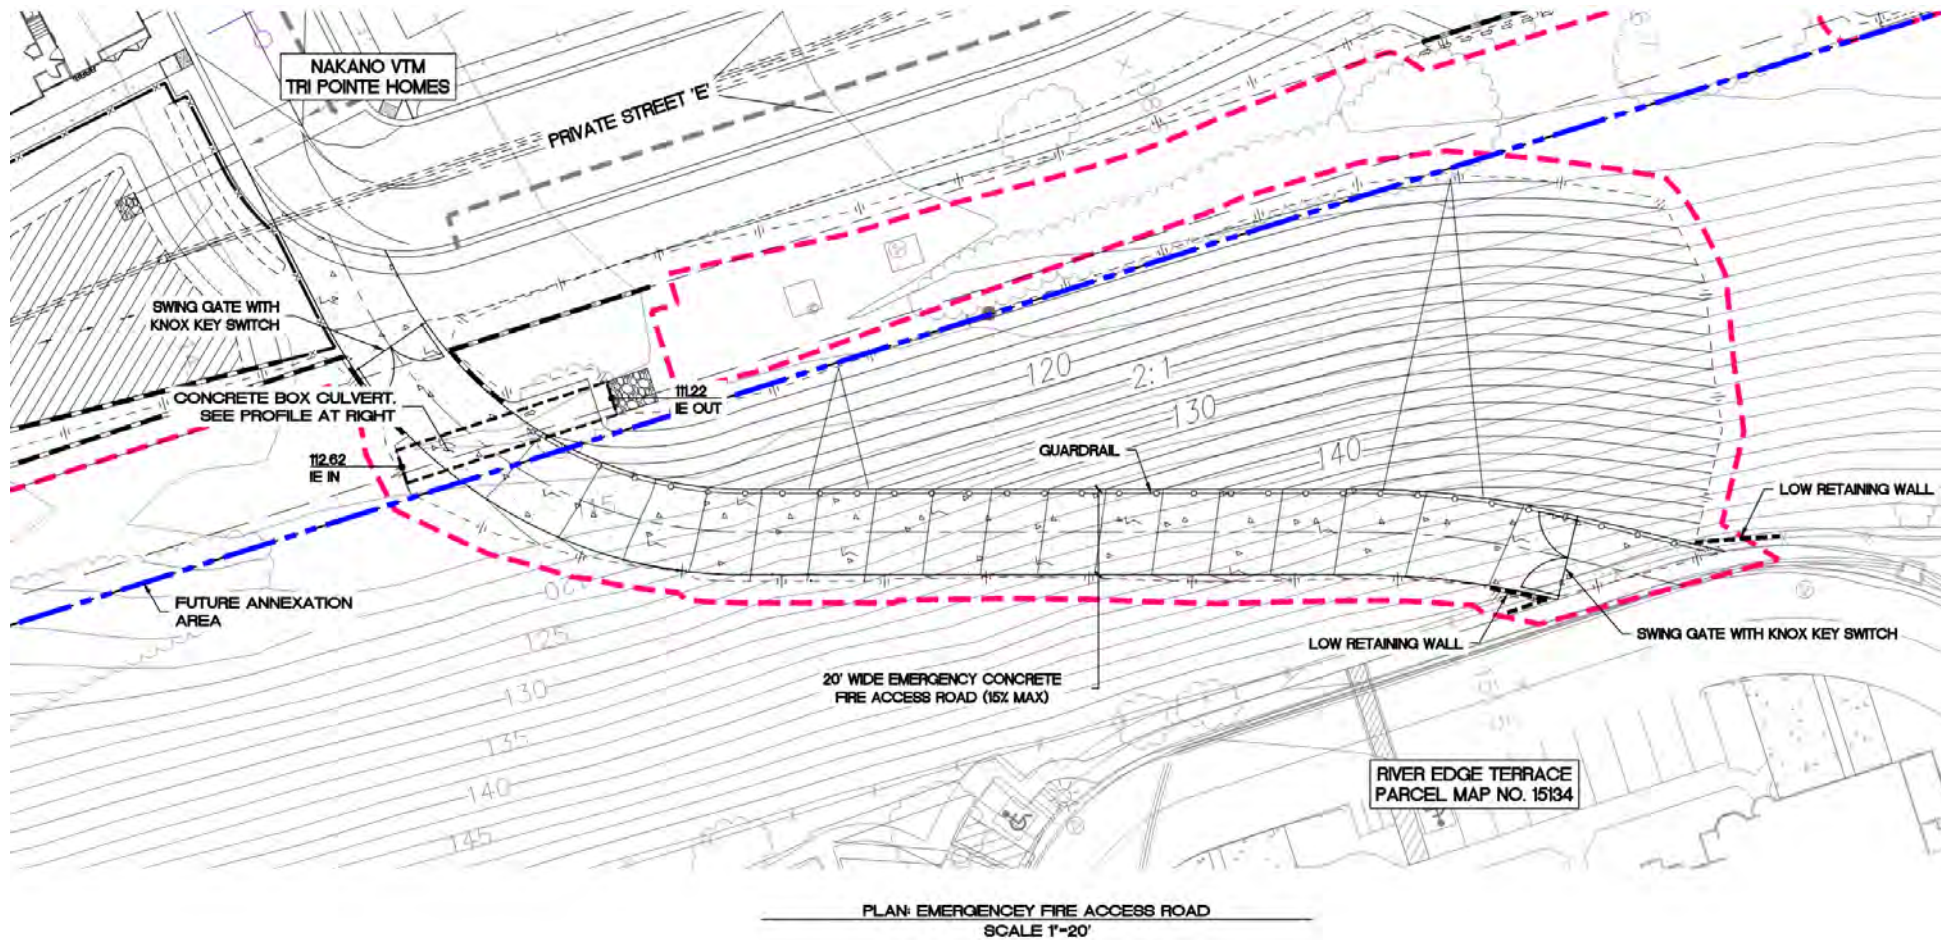 NAKANO VTM
TRI POINTE HOMES
PRIVATE STREET 'E'
SWING GATE WITH
KNOX KEY SWITCH
CONCRETE BOX CULVERT.
SEE PROFILE AT RIGHT
111.22
IE OUT
112.62
IE IN
120
2:1
130
140
GUARDRAIL
LOW RETAINING WALL
115
FUTURE ANNEXATION
AREA
120
125
130
135
140
145
20' WIDE EMERGENCY CONCRETE
FIRE ACCESS ROAD (15% MAX)
LOW RETAINING WALL
SWING GATE WITH KNOX KEY SWITCH
RIVER EDGE TERRACE
PARCEL MAP NO. 15134
PLAN: EMERGENCEY FIRE ACCESS ROAD
SCALE 1"=20'